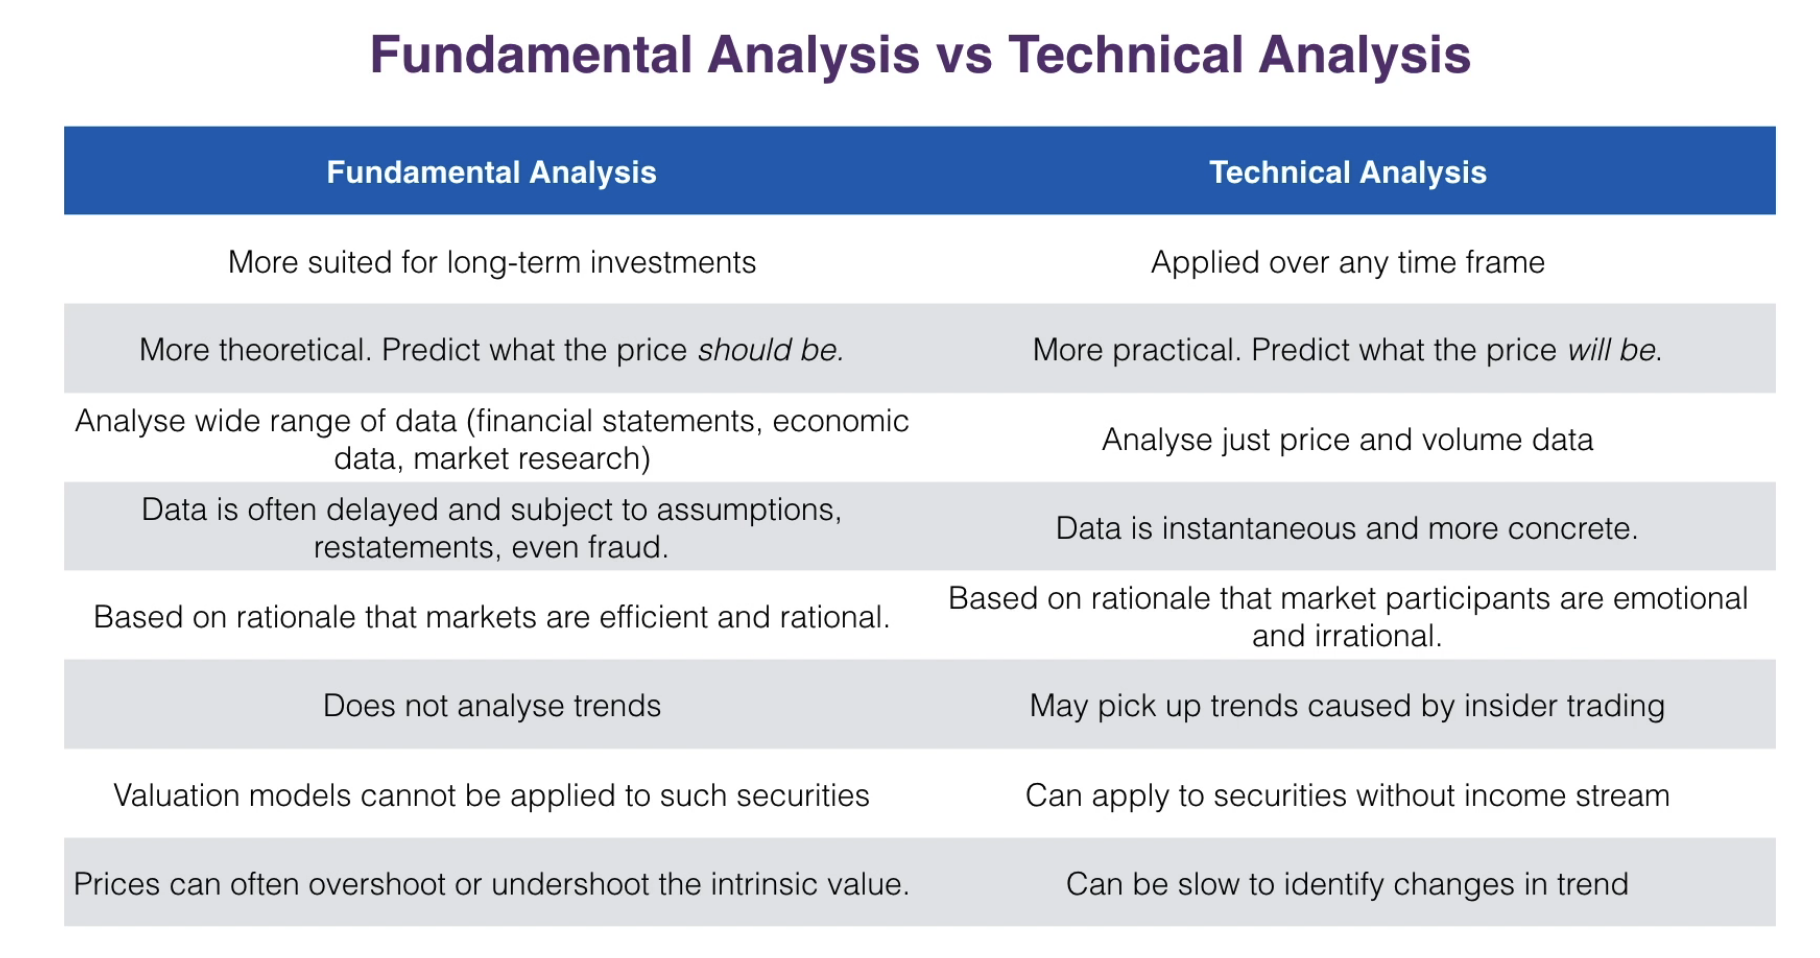 Fundamental Analysis vs Technical Analysis
Fundamental Analysis
Technical Analysis
More suited for long-term investments
Applied over any time frame
More theoretical. Predict what the price should be.
More practical. Predict what the price will be.
Analyse wide range of data (financial statements, economic
data, market research)
Analyse just price and volume data
Data is often delayed and subject to assumptions,
restatements, even fraud.
Data is instantaneous and more concrete.
Based on rationale that markets are efficient and rational.
Based on rationale that market participants are emotional
and irrational.
Does not analyse trends
May pick up trends caused by insider trading
Valuation models cannot be applied to such securities
Can apply to securities without income stream
Prices can often overshoot or undershoot the intrinsic value.
Can be slow to identify changes in trend